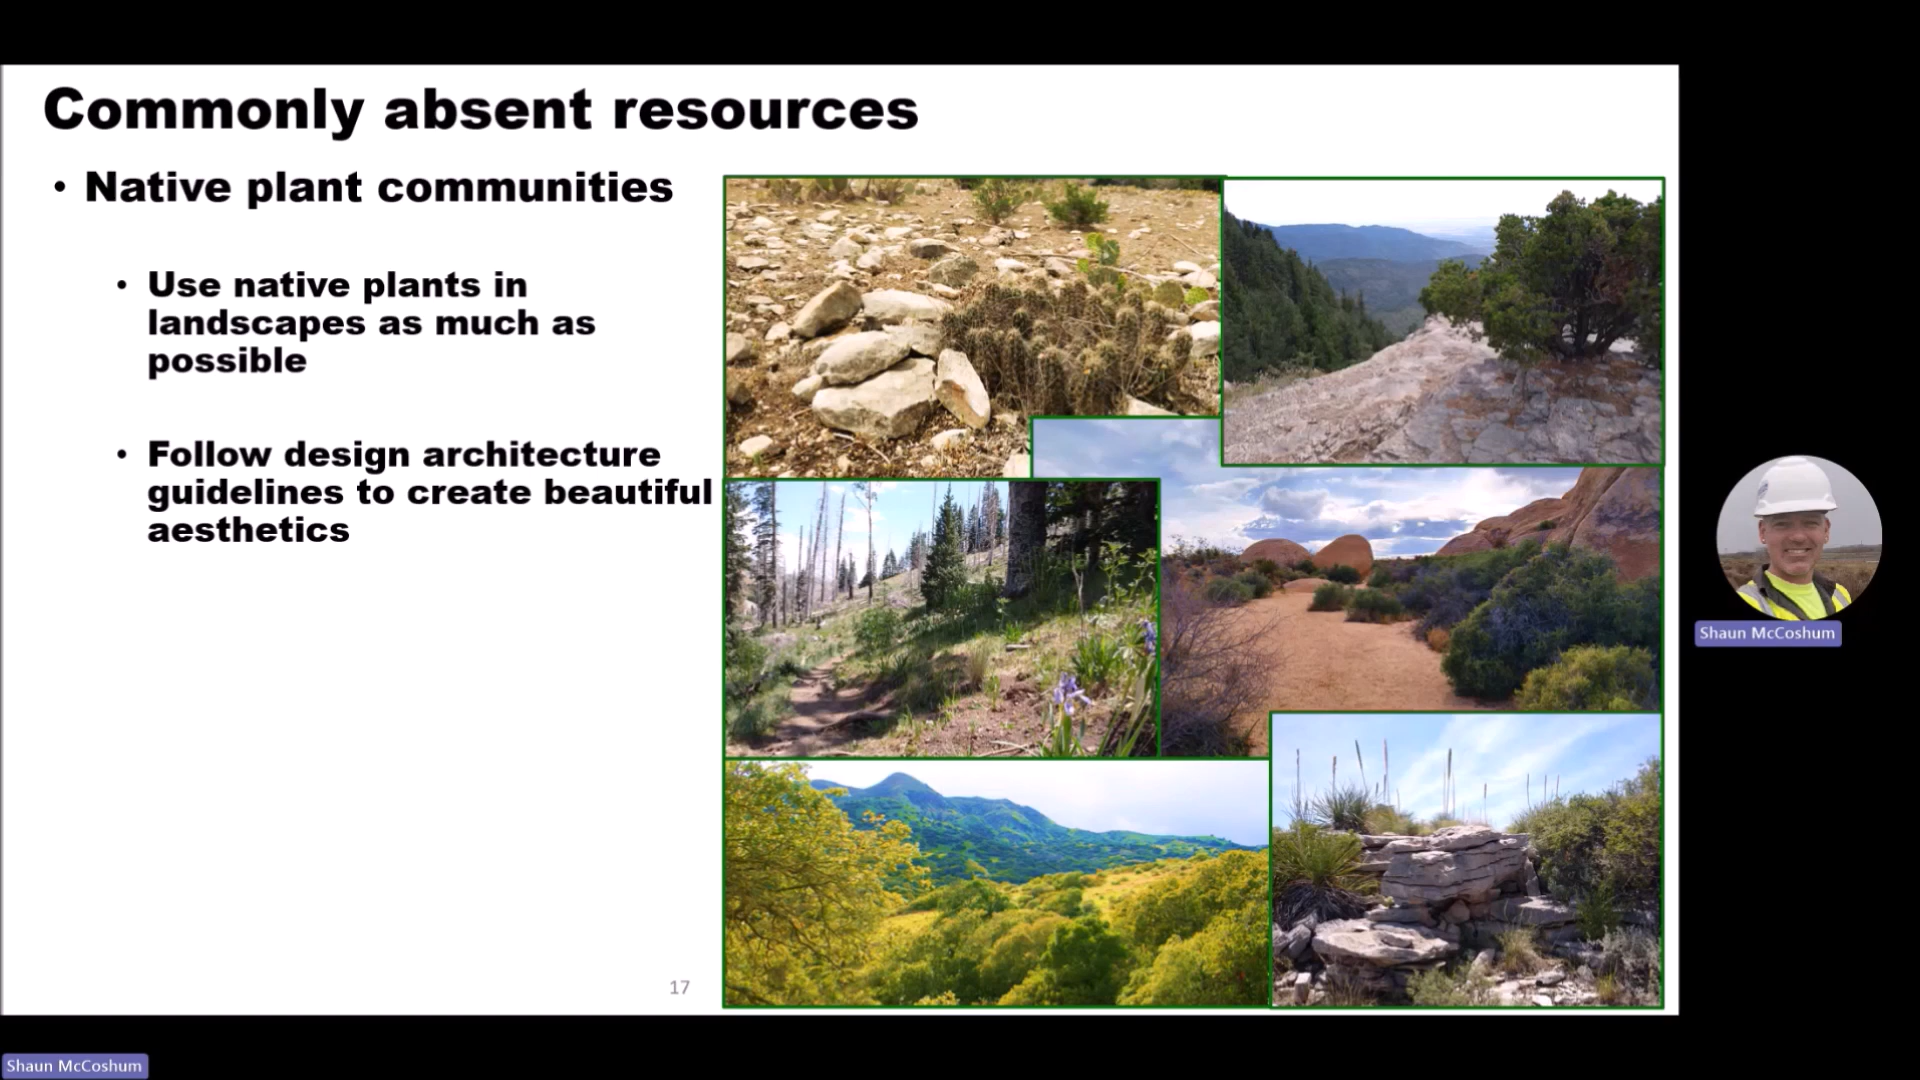 Commonly absent resources
• Native plant communities
• Use native plants in
landscapes as much as
possible
• Follow design architecture
guidelines to create beautiful
aesthetics
17
Shaun McCoshum
Shaun McCoshum